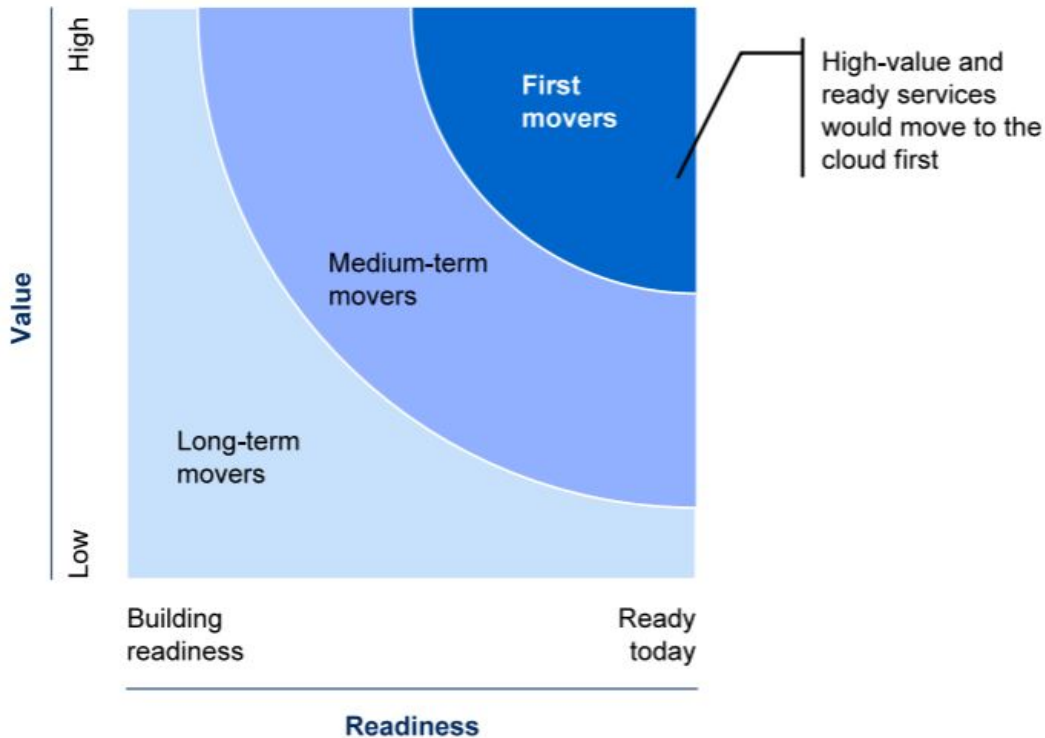 High
First
movers
High-value and
ready services
would move to the
cloud first
Medium-term
movers
Value
Long-term
movers
Low
Building
readiness
Ready
today
Readiness